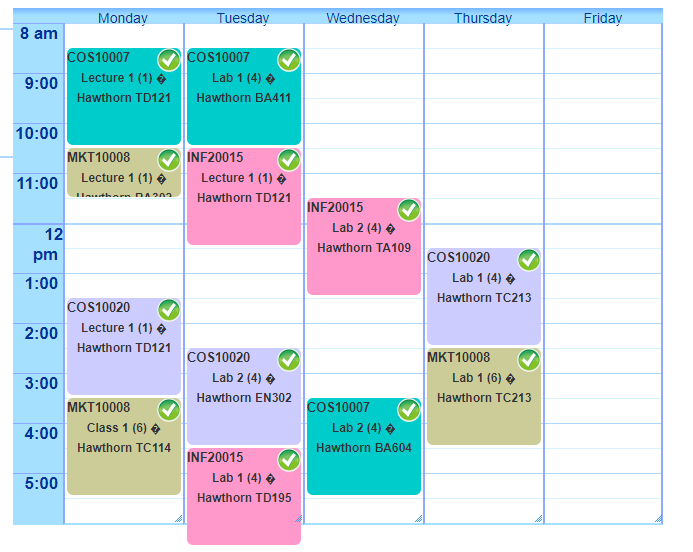 Monday Tuesday Wednesday Thursday Friday
8 am
9:00
10:00
11:00
12
pm
1:00
2:00
3:00
4:00
5:00
COS10007
Lecture 1 (1) �
Hawthorn TD121
MKT10008
Lecture 1 (1) �
Hawthorn BA302
COS10020
Lecture 1 (1) �
Hawthorn TD121
MKT10008
Class 1 (6) �
Hawthorn TC114
COS10007
Lab 1 (4) �
Hawthorn BA411
INF20015
Lecture 1 (1) �
Hawthorn TD121
COS10020
Lab 2 (4) �
Hawthorn EN302
INF20015
Lab 1 (4) �
Hawthorn TD195
INF20015
Lab 2 (4) �
Hawthorn TA109
COS10007
Lab 2 (4) �
Hawthorn BA604
COS10020
Lab 1 (4) �
Hawthorn TC213
MKT10008
Lab 1 (6) �
Hawthorn TC213